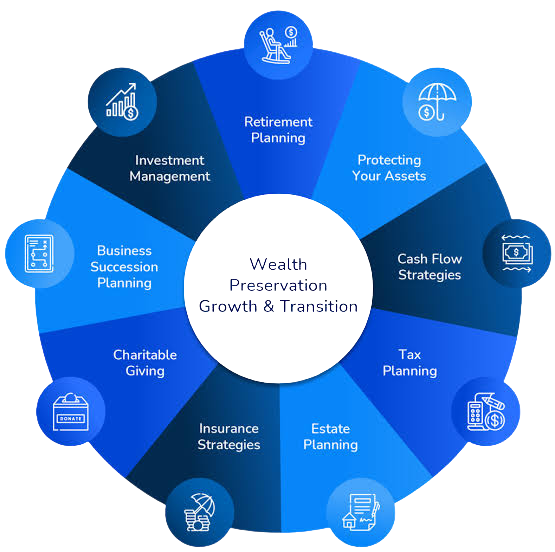 Retirement
Planning
Protecting
Your Assets
Cash Flow
Strategies
Tax
Planning
Estate
Planning
Insurance
Strategies
DONATE
Charitable
Giving
Business
Succession
Planning
Investment
Management
Wealth
Preservation
Growth & Transition